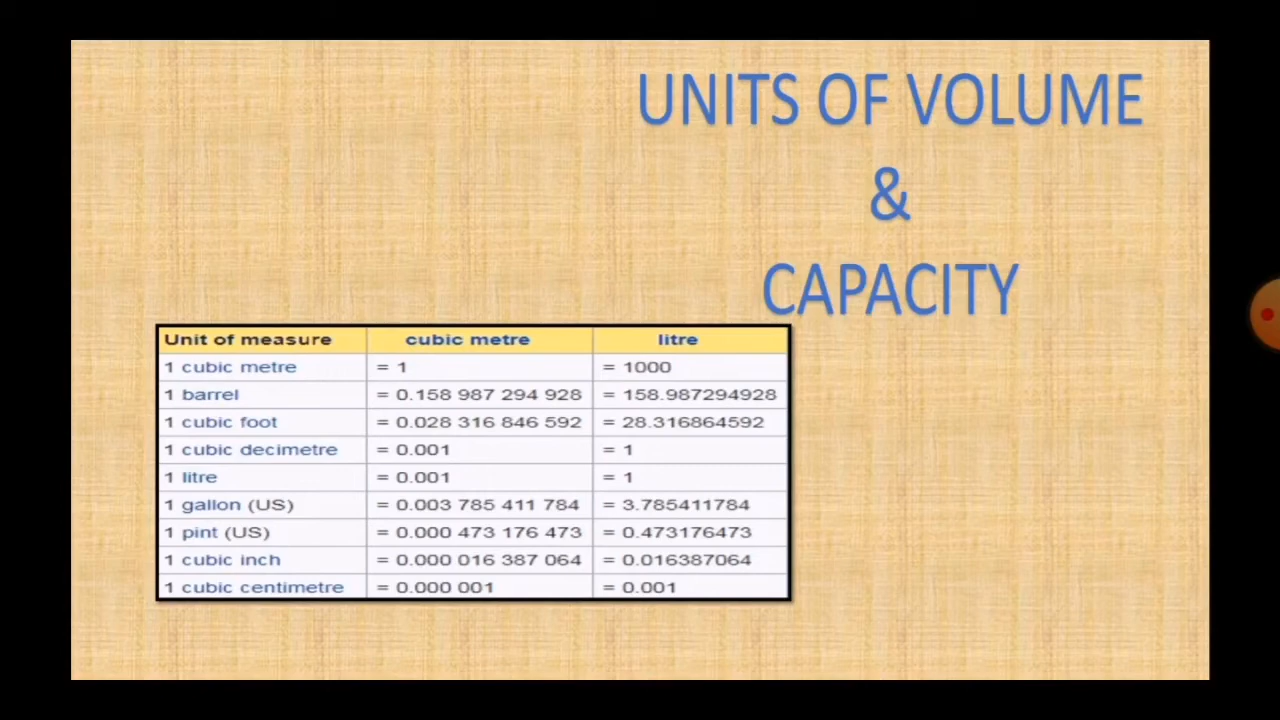 UNITS OF VOLUME
&
CAPACITY
Unit of measure cubic metre litre
1 cubic metre = 1 = 1000
1 barrel = 0.158 987 294 928 = 158.987294928
1 cubic foot = 0.028 316 846 592 = 28.316864592
1 cubic decimetre = 0.001 = 1
1 litre = 0.001 = 1
1 gallon (US) = 0.003 785 411 784 = 3.785411784
1 pint (US) = 0.000 473 176 473 = 0.473176473
1 cubic inch = 0.000 016 387 064 = 0.016387064
1 cubic centimetre = 0.000 001 = 0.001